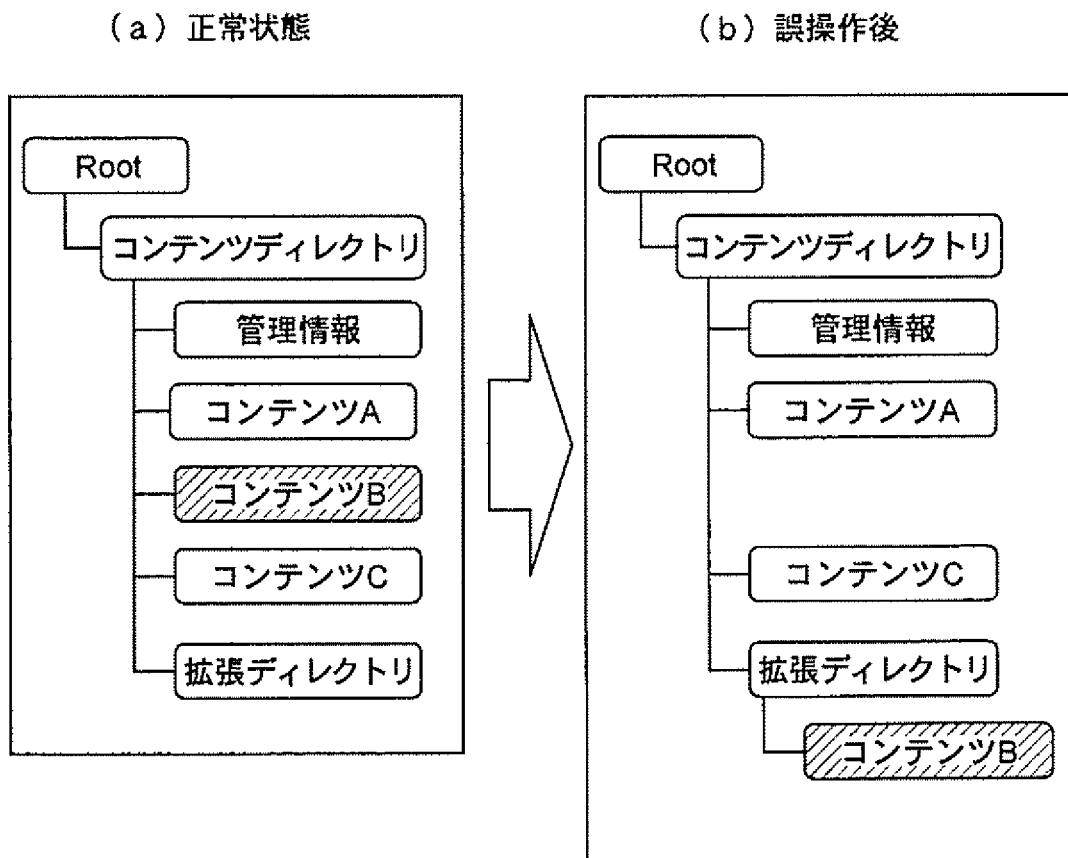 (a) 正常状態
Root
コンテンツディレクトリ
管理情報
コンテンツA
コンテンツB
コンテンツC
拡張ディレクトリ
(b) 誤操作後
Root
コンテンツディレクトリ
管理情報
コンテンツA
コンテンツC
拡張ディレクトリ
コンテンツB